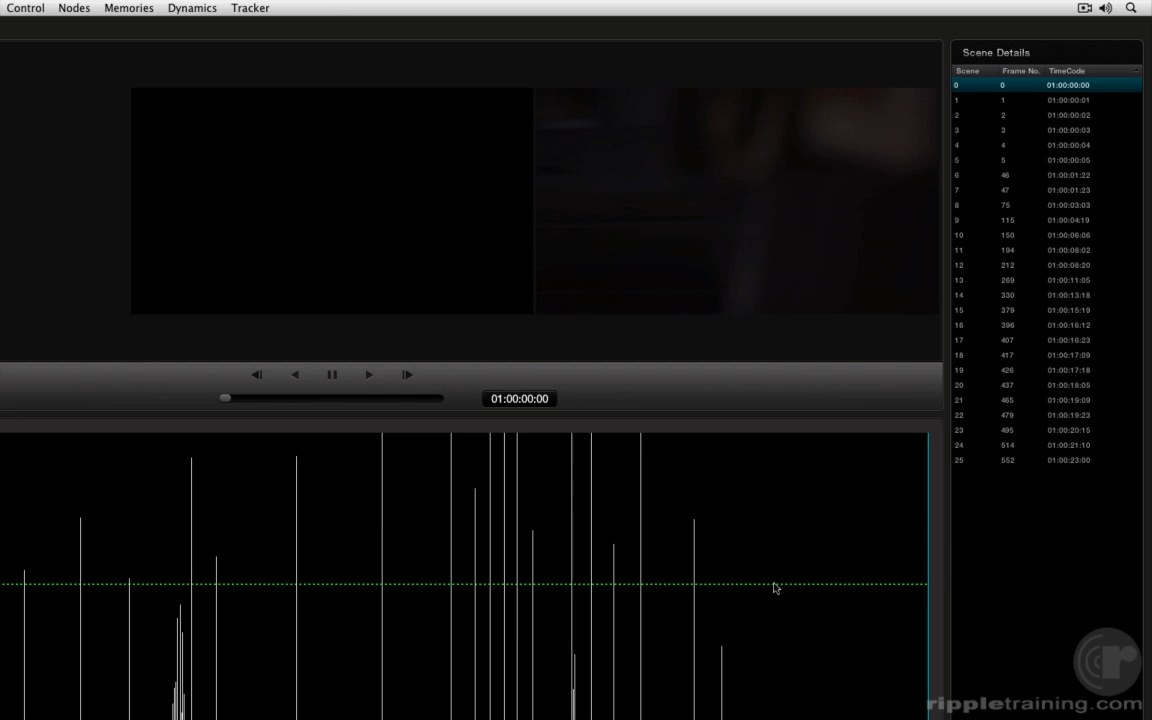 Control Nodes Memories Dynamics Tracker
Scene Details
Scene Frame No. TimeCode
0 0 01:00:00:00
1 1 01:00:00:01
2 2 01:00:00:02
3 3 01:00:00:03
4 4 01:00:00:04
5 5 01:00:00:05
6 46 01:00:01:22
7 47 01:00:01:23
8 75 01:00:03:03
9 115 01:00:04:19
10 150 01:00:06:06
11 194 01:00:08:02
12 212 01:00:08:20
13 269 01:00:11:05
14 330 01:00:13:18
15 379 01:00:15:19
16 396 01:00:16:12
17 407 01:00:16:23
18 417 01:00:17:09
19 426 01:00:17:18
20 437 01:00:18:05
21 465 01:00:19:09
22 479 01:00:19:23
23 495 01:00:20:15
24 514 01:00:21:10
25 552 01:00:23:00
01:00:00:00
rippletraining.com